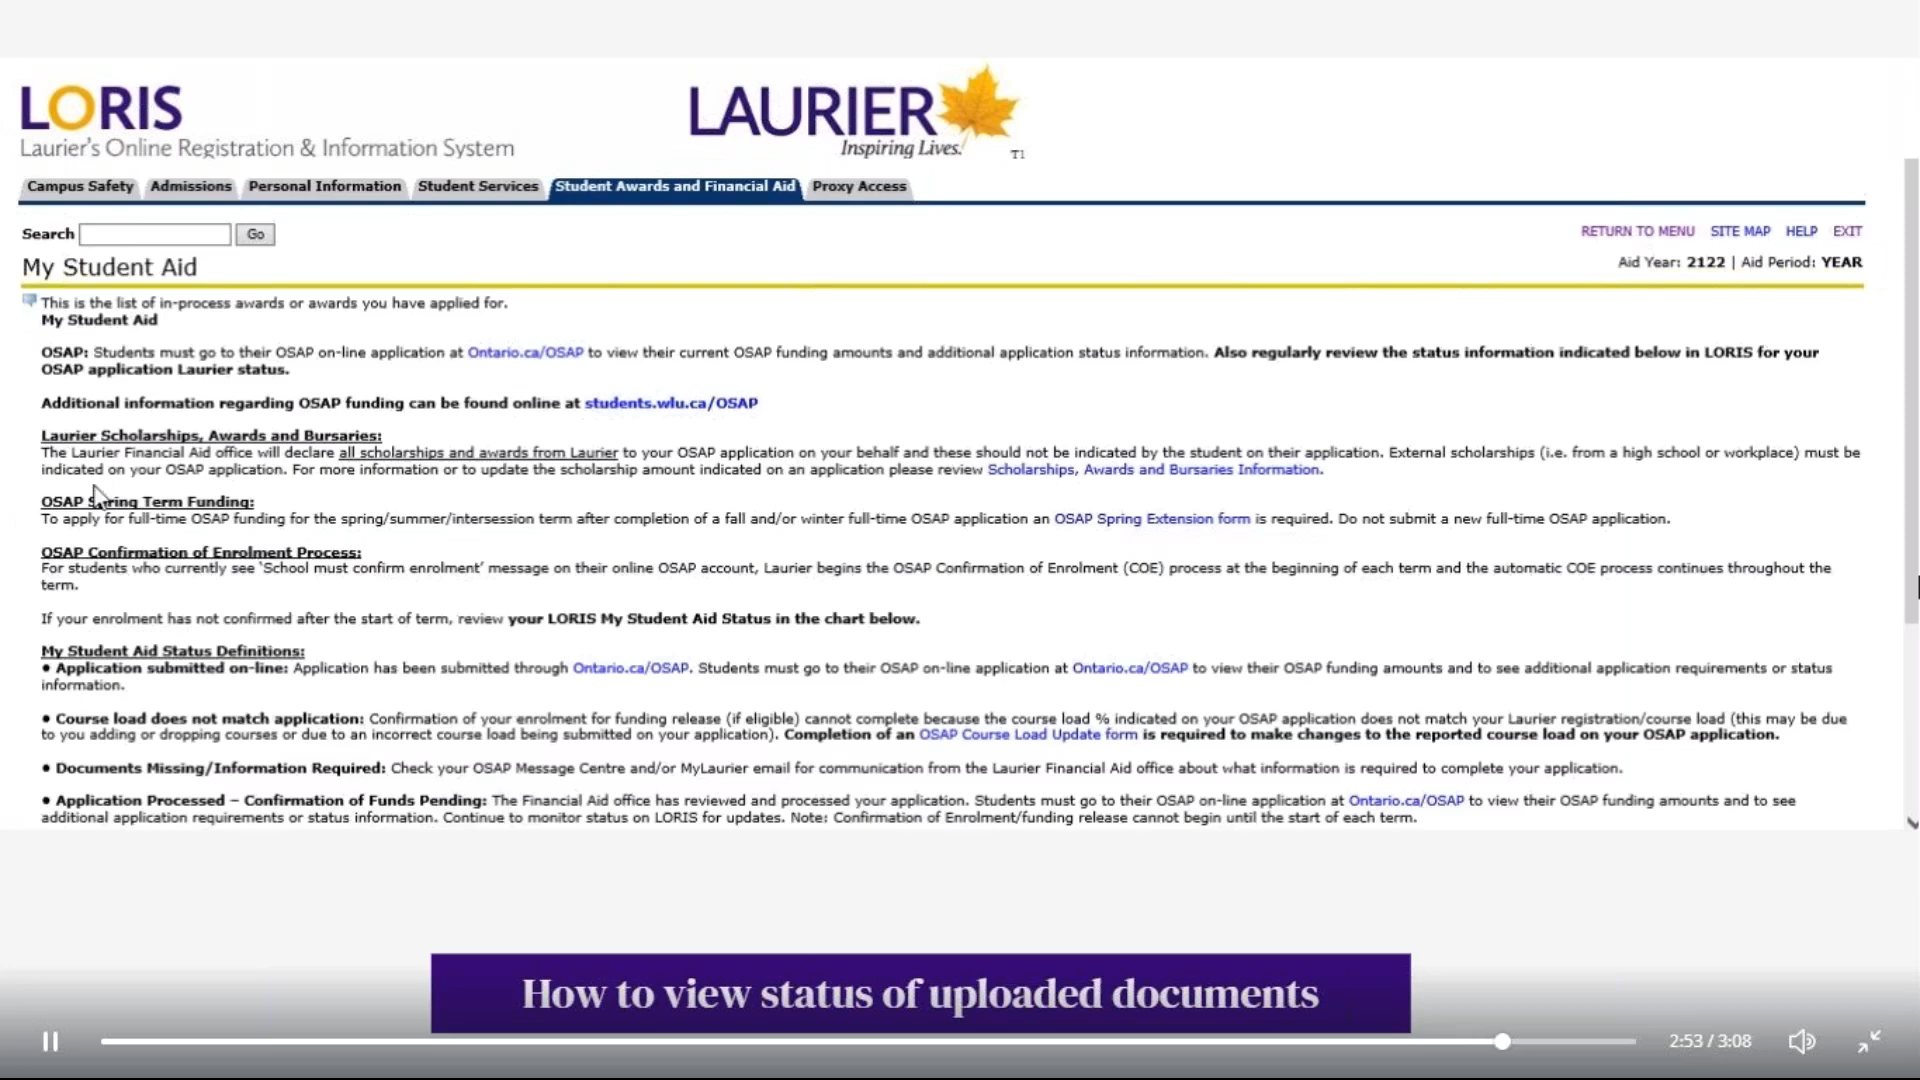 LORIS
Laurier's Online Registration & Information System
LAURIER
Inspiring Lives.
Campus Safety Admissions Personal Information Student Services Student Awards and Financial Aid Proxy Access
Search Go
RETURN TO MENU SITE MAP HELP EXIT
My Student Aid
Aid Year: 2122 | Aid Period: YEAR
This is the list of in-process awards or awards you have applied for.
My Student Aid
OSAP: Students must go to their OSAP on-line application at Ontario.ca/OSAP to view their current OSAP funding amounts and additional application status information. Also regularly review the status information indicated below in LORIS for your
OSAP application Laurier status.
Additional information regarding OSAP funding can be found online at students.wlu.ca/OSAP
Laurier Scholarships, Awards and Bursaries:
The Laurier Financial Aid office will declare all scholarships and awards from Laurier to your OSAP application on your behalf and these should not be indicated by the student on their application. External scholarships (i.e. from a high school or workplace) must be
indicated on your OSAP application. For more information or to update the scholarship amount indicated on an application please review Scholarships, Awards and Bursaries Information.
OSAP Spring Term Funding:
To apply for full-time OSAP funding for the spring/summer/intersession term after completion of a fall and/or winter full-time OSAP application an OSAP Spring Extension form is required. Do not submit a new full-time OSAP application.
OSAP Confirmation of Enrolment Process:
For students who currently see 'School must confirm enrolment' message on their online OSAP account, Laurier begins the OSAP Confirmation of Enrolment (COE) process at the beginning of each term and the automatic COE process continues throughout the
term.
If your enrolment has not confirmed after the start of term, review your LORIS My Student Aid Status in the chart below.
My Student Aid Status Definitions:
• Application submitted on-line: Application has been submitted through Ontario.ca/OSAP. Students must go to their OSAP on-line application at Ontario.ca/OSAP to view their OSAP funding amounts and to see additional application requirements or status
information.
• Course load does not match application: Confirmation of your enrolment for funding release (if eligible) cannot complete because the course load % indicated on your OSAP application does not match your Laurier registration/course load (this may be due
to you adding or dropping courses or due to an incorrect course load being submitted on your application). Completion of an OSAP Course Load Update form is required to make changes to the reported course load on your OSAP application.
• Documents Missing/Information Required: Check your OSAP Message Centre and/or MyLaurier email for communication from the Laurier Financial Aid office about what information is required to complete your application.
• Application Processed – Confirmation of Funds Pending: The Financial Aid office has reviewed and processed your application. Students must go to their OSAP on-line application at Ontario.ca/OSAP to view their OSAP funding amounts and to see
additional application requirements or status information. Continue to monitor status on LORIS for updates. Note: Confirmation of Enrolment/funding release cannot begin until the start of each term.
How to view status of uploaded documents
2:53 / 3:08